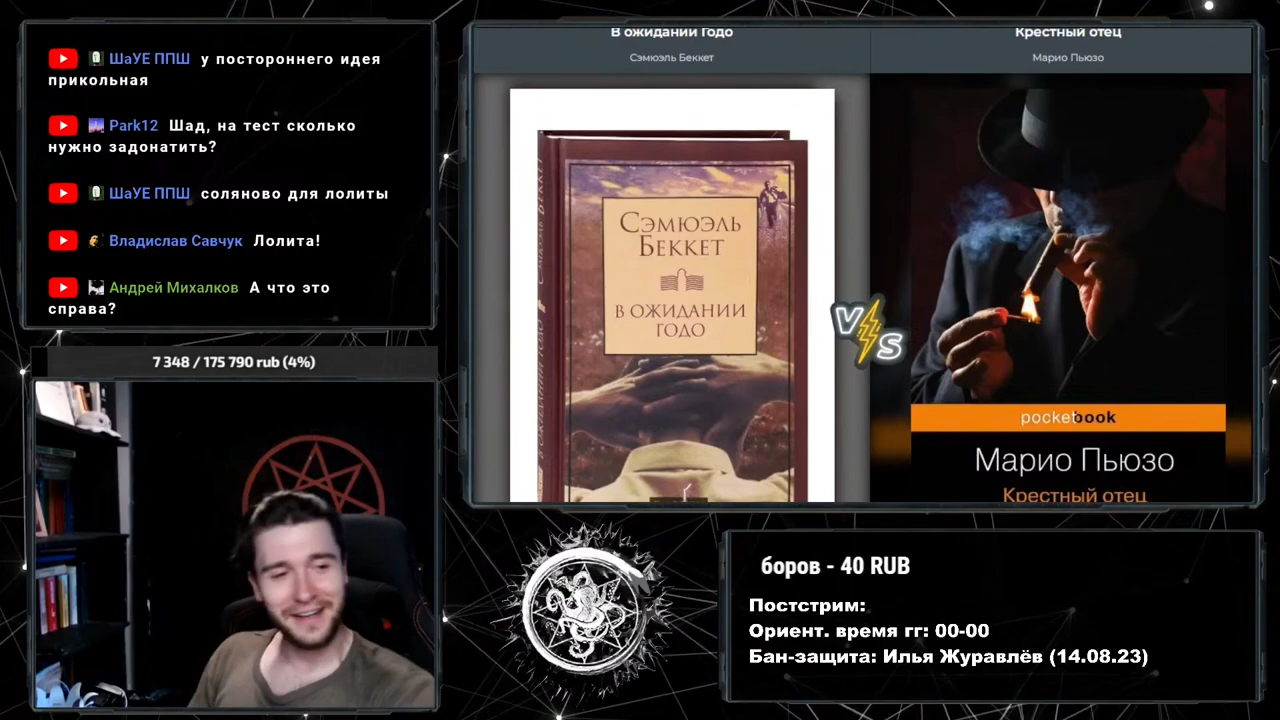 ШаУЕ ППШ у постороннего идея
прикольная
Park12 Шад, на тест сколько
нужно задонатить?
ШаУЕ ППШ соляново для лолиты
Владислав Савчук Лолита!
Андрей Михалков А что это
справа?
7 348 / 175 790 rub (4%)
В ожидании Годо
Сэмюэль Беккет
Крестный отец
Марио Пьюзо
СЭМЮЭЛЬ
БЕККЕТ
В ОЖИДАНИИ
ГОДО
VS
pocketbook
Марио Пьюзо
Крестный отец
боров - 40 RUB
Постстрим:
Ориент. время гг: 00-00
Бан-защита: Илья Журавлёв (14.08.23)